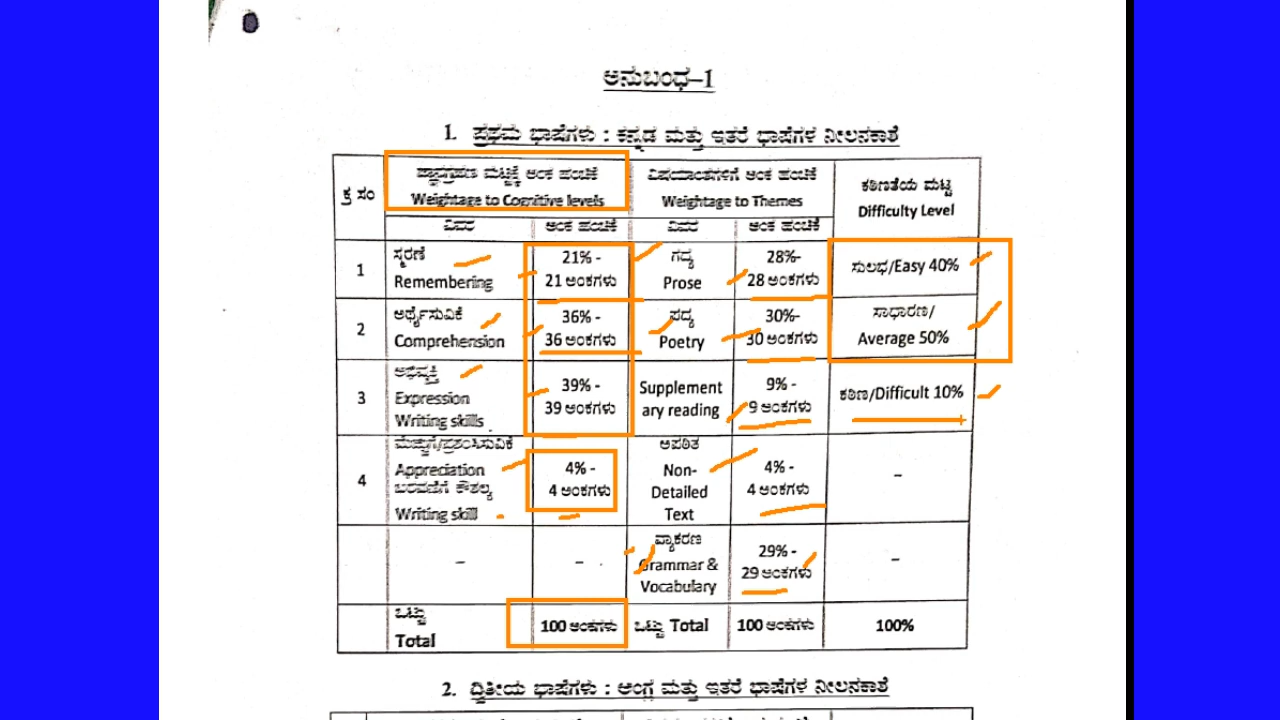 ಅನುಬಂಧ–1
1. ಪ್ರಥಮ ಭಾಷೆಗಳು : ಕನ್ನಡ ಮತ್ತು ಇತರೆ ಭಾಷೆಗಳ ನೀಲನಕಾಶೆ
ಕ್ರ ಸಂ
ಜ್ಞಾನಗ್ರಹಣ ಮಟ್ಟಕ್ಕೆ ಅಂಕ ಹಂಚಿಕೆ
Weightage to Cognitive levels
ವಿಷಯಾಂಶಗಳಿಗೆ ಅಂಕ ಹಂಚಿಕೆ
Weightage to Themes
ಕಠಿಣತೆಯ ಮಟ್ಟ
Difficulty Level
ವಿವರ
ಅಂಕ ಹಂಚಿಕೆ
ವಿವರ
ಅಂಕ ಹಂಚಿಕೆ
1
ಸ್ಮರಣೆ
Remembering
21% -
21 ಅಂಕಗಳು
ಗದ್ಯ
Prose
28%-
28 ಅಂಕಗಳು
ಸುಲಭ/Easy 40%
2
ಅರ್ಥೈಸುವಿಕೆ
Comprehension
36% -
36 ಅಂಕಗಳು
ಪದ್ಯ
Poetry
30%-
30 ಅಂಕಗಳು
ಸಾಧಾರಣ/
Average 50%
3
ಅಭಿವ್ಯಕ್ತಿ
Expression
Writing skills
39% -
39 ಅಂಕಗಳು
Supplement
ary reading
9% -
9 ಅಂಕಗಳು
ಕಠಿಣ/Difficult 10%
4
ಮೆಚ್ಚುಗೆ/ಪ್ರಶಂಸಿಸುವಿಕೆ
Appreciation
ಬರವಣಿಗೆ ಕೌಶಲ್ಯ
Writing skill
4% -
4 ಅಂಕಗಳು
ಅಪಠಿತ
Non-
Detailed
Text
4% -
4 ಅಂಕಗಳು
–
–
–
ವ್ಯಾಕರಣ
Grammar &
Vocabulary
29% -
29 ಅಂಕಗಳು
–
ಒಟ್ಟು
Total
100 ಅಂಕಗಳು
ಒಟ್ಟು Total
100 ಅಂಕಗಳು
100%
2. ದ್ವಿತೀಯ ಭಾಷೆಗಳು : ಆಂಗ್ಲ ಮತ್ತು ಇತರೆ ಭಾಷೆಗಳ ನೀಲನಕಾಶೆ